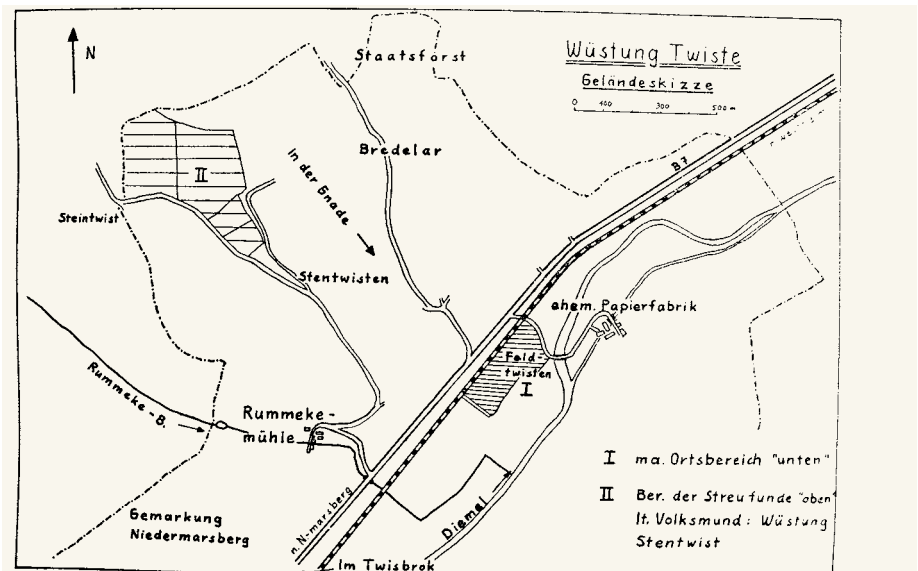 N
Staatsforst
Wüstung Twiste
Geländeskizze
0 100 300 500 m
Bredelar
B7
In der Gnade
II
Steintwist
Stentwisten
ehem. Papierfabrik
Feld-
twisten
I
Rummeke-B.
Rummeke-
mühle
I ma. Ortsbereich "unten"
II Ber. der Streufunde "oben"
lt. Volksmund: Wüstung
Stentwist
n. N-marsberg
Diemel
Gemarkung
Niedermarsberg
Im Twisbrok